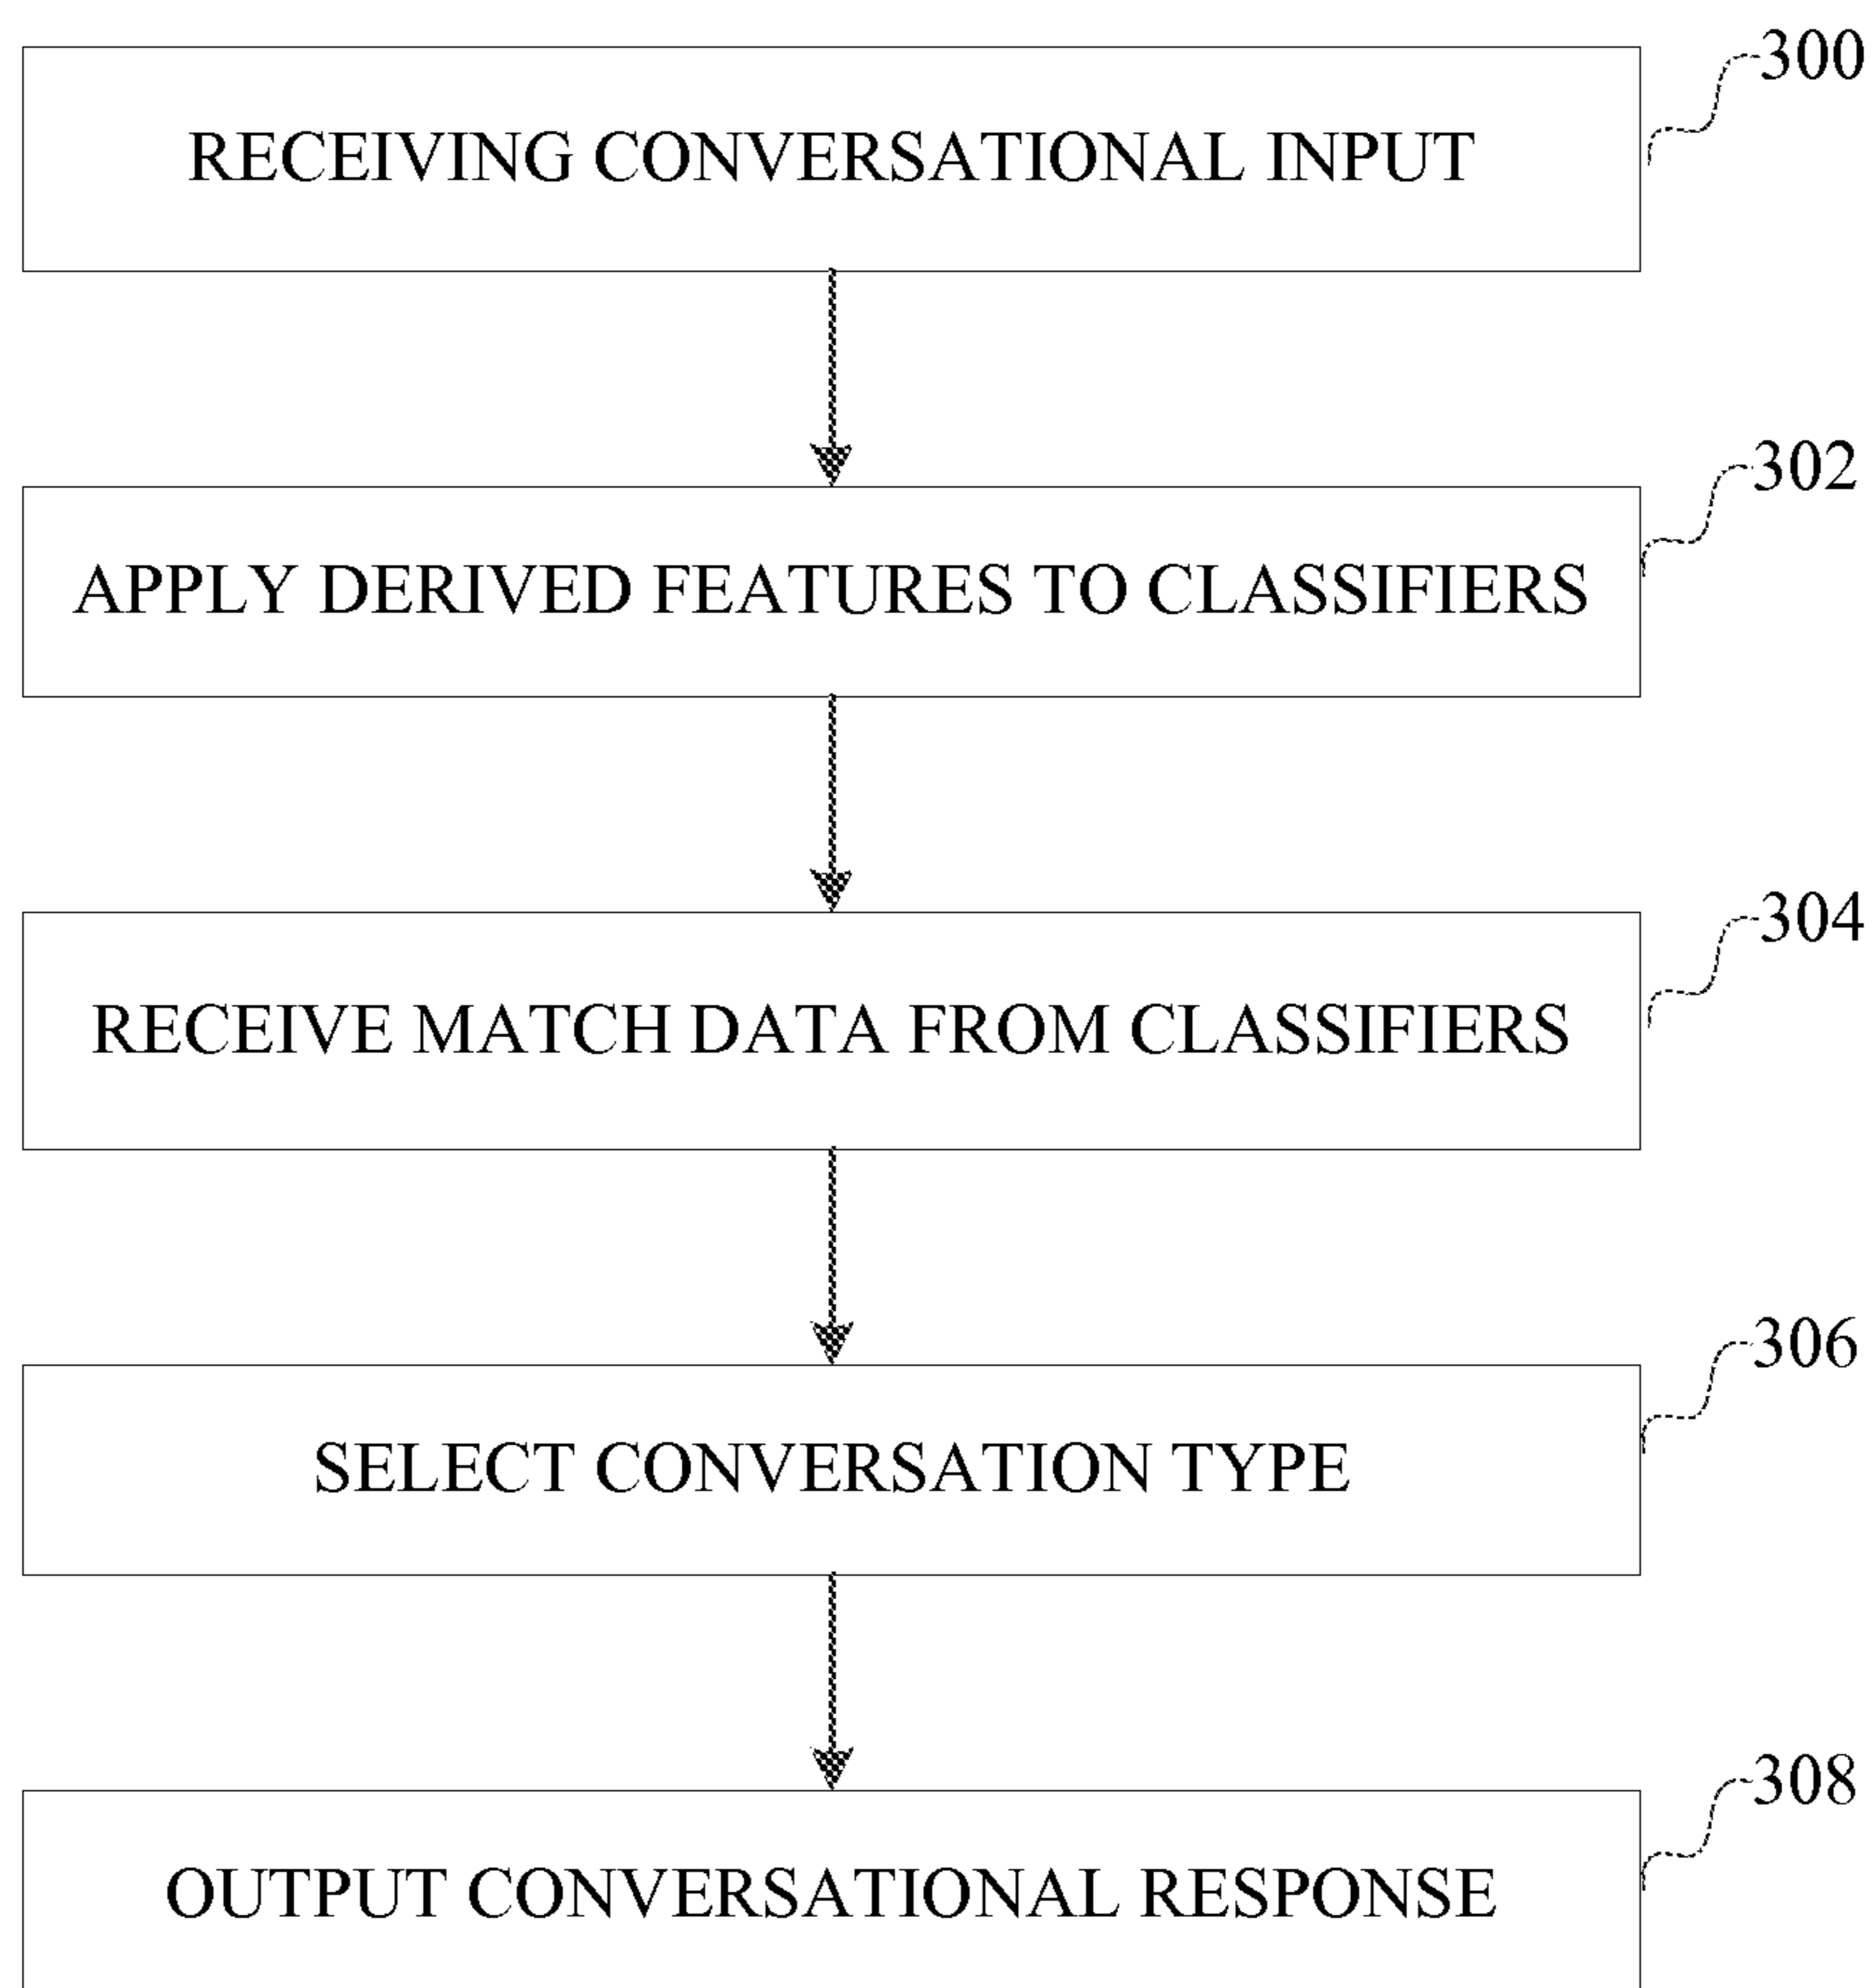 300
RECEIVING CONVERSATIONAL INPUT
302
APPLY DERIVED FEATURES TO CLASSIFIERS
304
RECEIVE MATCH DATA FROM CLASSIFIERS
306
SELECT CONVERSATION TYPE
308
OUTPUT CONVERSATIONAL RESPONSE